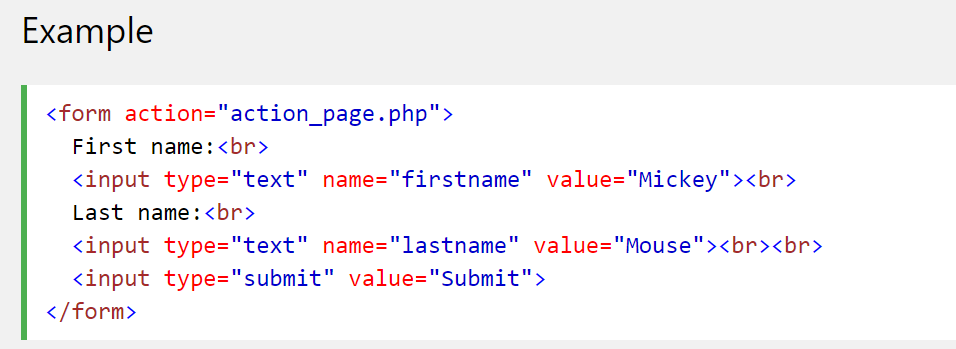 Example
<form action="action_page.php">
First name:<br>
<input type="text" name="firstname" value="Mickey"><br>
Last name:<br>
<input type="text" name="lastname" value="Mouse"><br><br>
<input type="submit" value="Submit">
</form>